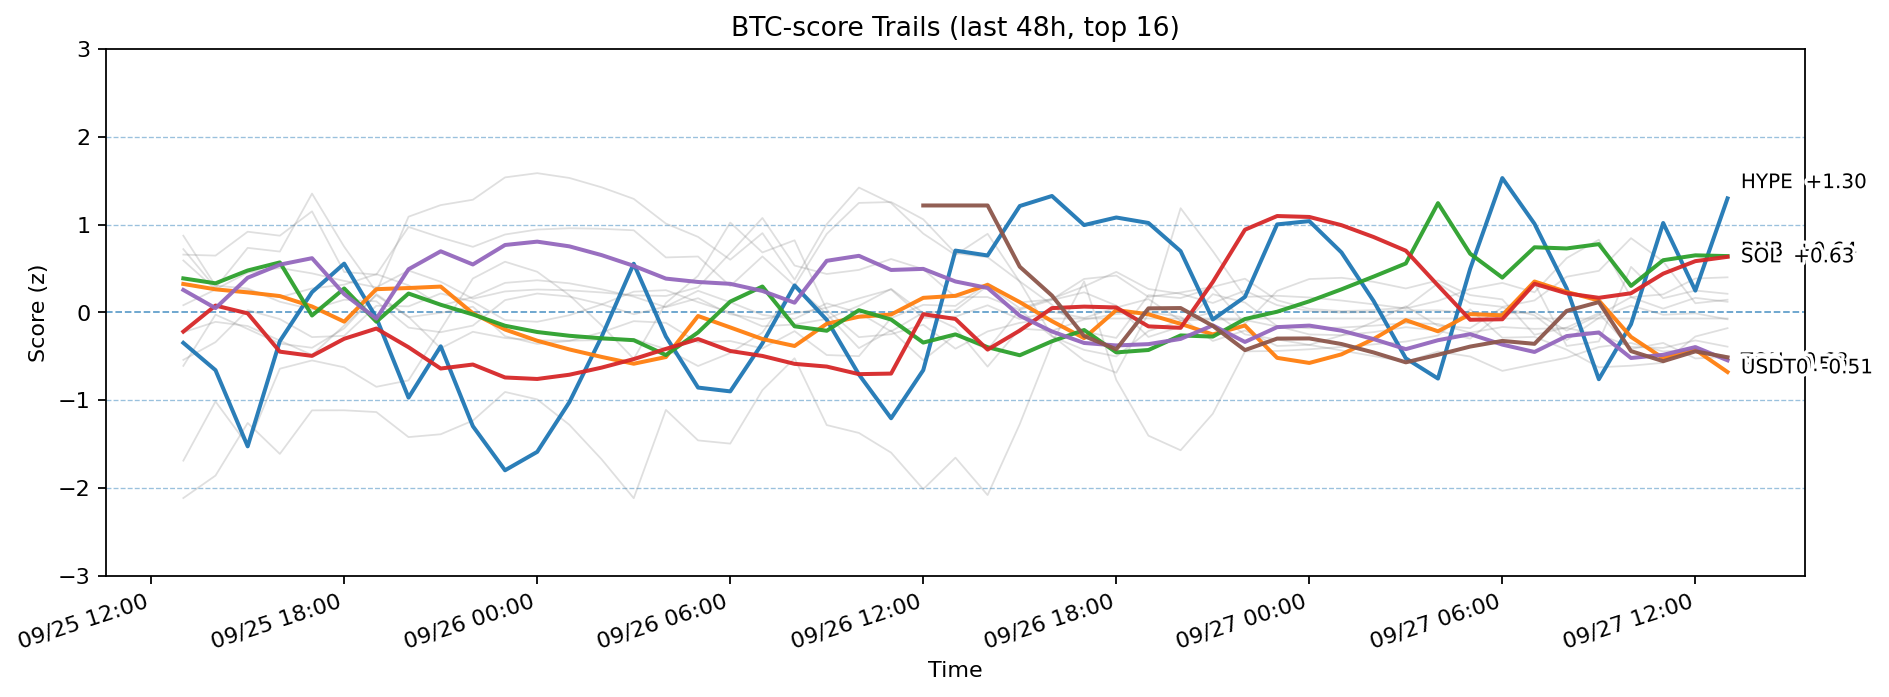 BTC-score Trails (last 48h, top 16)
3
2
1
0
−1
−2
−3
Score (z)
HYPE +1.30
SOL +0.63
USDT0 -0.51
09/25 12:00
09/25 18:00
09/26 00:00
09/26 06:00
09/26 12:00
09/26 18:00
09/27 00:00
09/27 06:00
09/27 12:00
Time